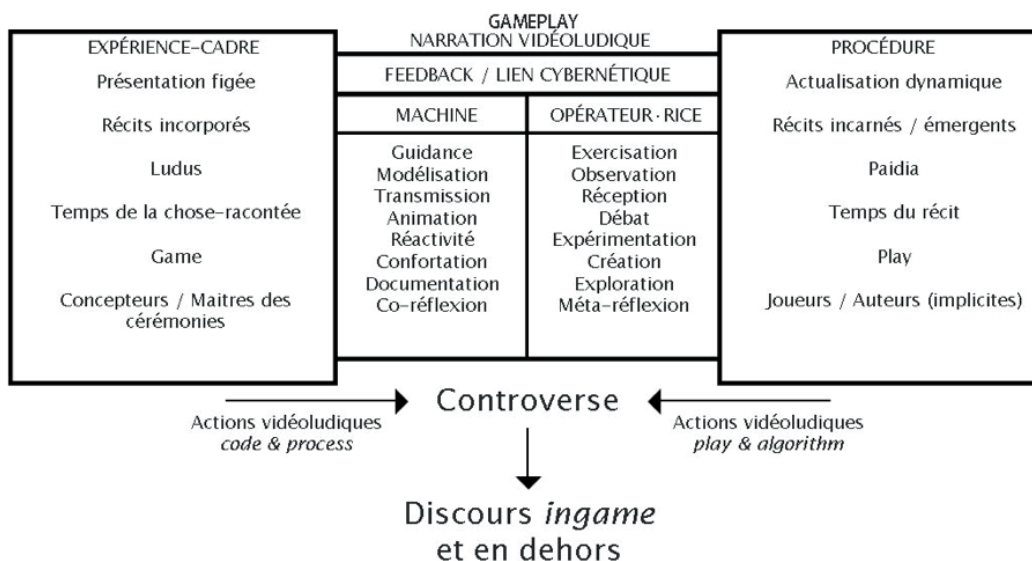 GAMEPLAY
NARRATION VIDÉOLUDIQUE
EXPÉRIENCE-CADRE
Présentation figée
Récits incorporés
Ludus
Temps de la chose-racontée
Game
Concepteurs / Maitres des
cérémonies
FEEDBACK / LIEN CYBERNÉTIQUE
MACHINE
Guidance
Modélisation
Transmission
Animation
Réactivité
Confortation
Documentation
Co-réflexion
OPÉRATEUR·RICE
Exercisation
Observation
Réception
Débat
Expérimentation
Création
Exploration
Méta-réflexion
PROCÉDURE
Actualisation dynamique
Récits incarnés / émergents
Paidia
Temps du récit
Play
Joueurs / Auteurs (implicites)
Actions vidéoludiques
code & process
Controverse
Actions vidéoludiques
play & algorithm
Discours ingame
et en dehors